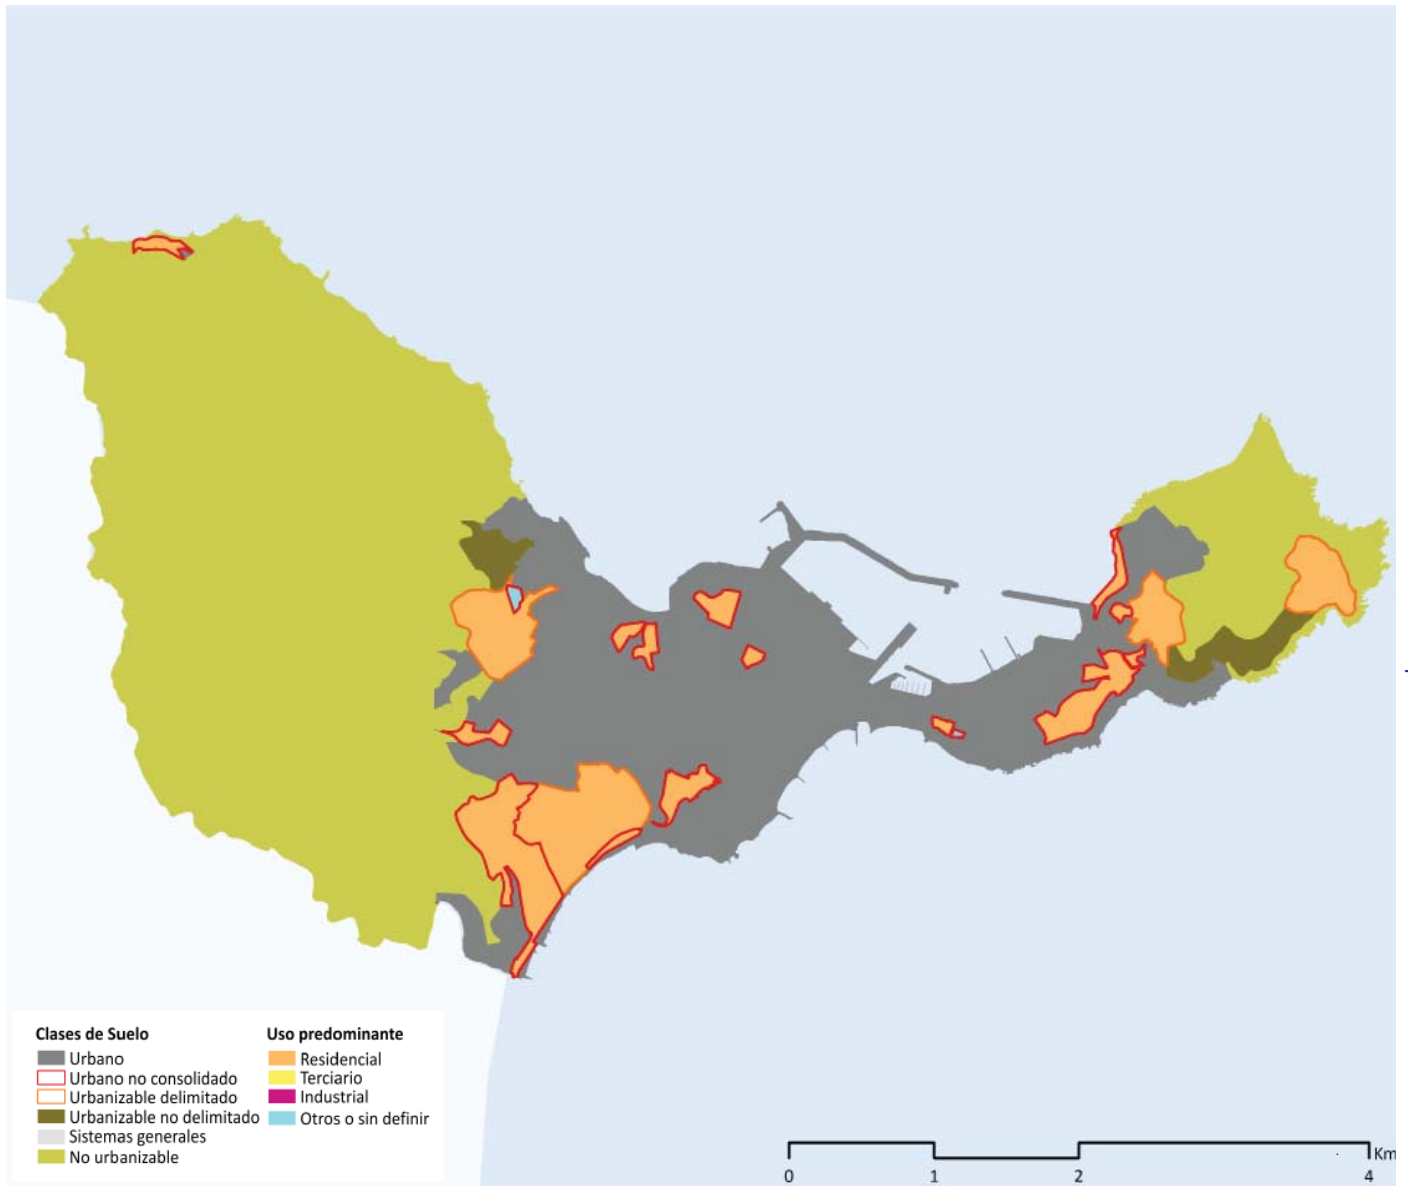 Clases de Suelo
Urbano
Urbano no consolidado
Urbanizable delimitado
Urbanizable no delimitado
Sistemas generales
No urbanizable
Uso predominante
Residencial
Terciario
Industrial
Otros o sin definir
Km
0 1 2 4